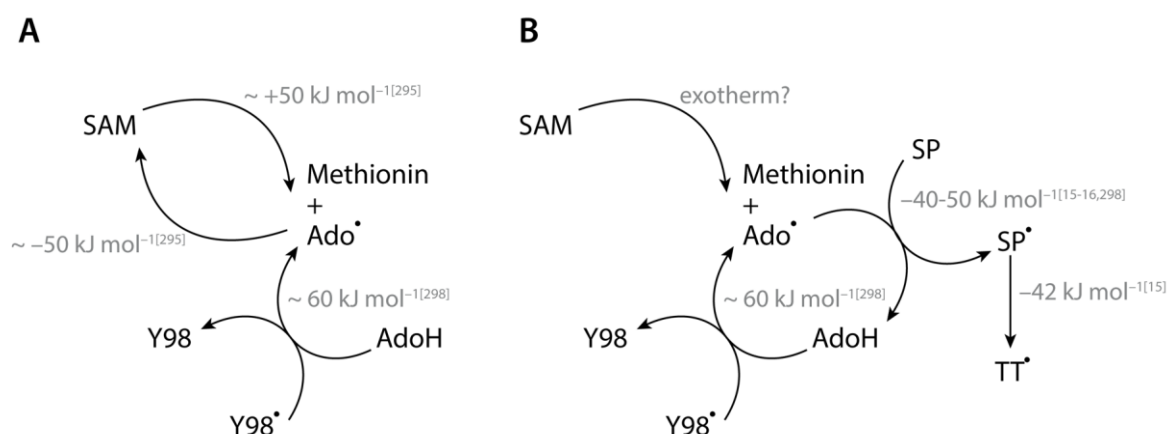 A
~ +50 kJ mol⁻¹[295]
SAM
Methionin
+
Ado•
~ −50 kJ mol⁻¹[295]
~ 60 kJ mol⁻¹[298]
Y98
AdoH
Y98•
B
exotherm?
SAM
SP
Methionin
+
Ado•
−40-50 kJ mol⁻¹[15-16,298]
SP•
~ 60 kJ mol⁻¹[298]
−42 kJ mol⁻¹[15]
Y98
AdoH
TT•
Y98•